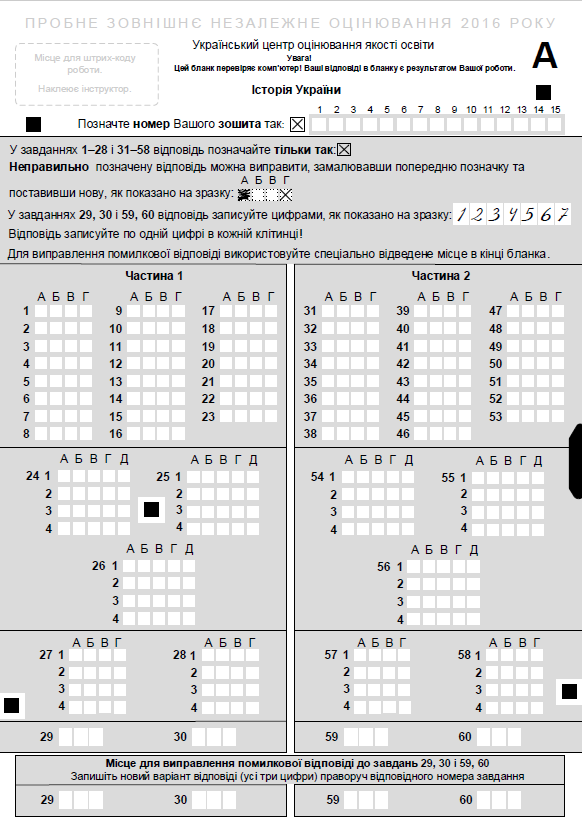 ПРОБНЕ ЗОВНІШНЄ НЕЗАЛЕЖНЕ ОЦІНЮВАННЯ 2016 РОКУ
Місце для штрих-коду
роботи.
Наклеює інструктор.
Український центр оцінювання якості освіти
Увага!
Цей бланк перевіряє комп'ютер! Ваші відповіді в бланку є результатом Вашої роботи.
А
Історія України
1 2 3 4 5 6 7 8 9 10 11 12 13 14 15
Позначте номер Вашого зошита так:
У завданнях 1–28 і 31–58 відповідь позначайте тільки так:
Неправильно позначену відповідь можна виправити, замалювавши попередню позначку та
А Б В Г
поставивши нову, як показано на зразку:
У завданнях 29, 30 і 59, 60 відповідь записуйте цифрами, як показано на зразку: 1 2 3 4 5 6 7
Відповідь записуйте по одній цифрі в кожній клітинці!
Для виправлення помилкової відповіді використовуйте спеціально відведене місце в кінці бланка.
Частина 1
А Б В Г А Б В Г А Б В Г
1 9 17
2 10 18
3 11 19
4 12 20
5 13 21
6 14 22
7 15 23
8 16
А Б В Г Д А Б В Г Д
24 1 25 1
2 2
3 3
4 4
А Б В Г Д
26 1
2
3
4
А Б В Г А Б В Г
27 1 28 1
2 2
3 3
4 4
29 30
Частина 2
А Б В Г А Б В Г А Б В Г
31 39 47
32 40 48
33 41 49
34 42 50
35 43 51
36 44 52
37 45 53
38 46
А Б В Г Д А Б В Г Д
54 1 55 1
2 2
3 3
4 4
А Б В Г Д
56 1
2
3
4
А Б В Г А Б В Г
57 1 58 1
2 2
3 3
4 4
59 60
Місце для виправлення помилкової відповіді до завдань 29, 30 і 59, 60
Запишіть новий варіант відповіді (усі три цифри) праворуч відповідного номера завдання
29 30 59 60